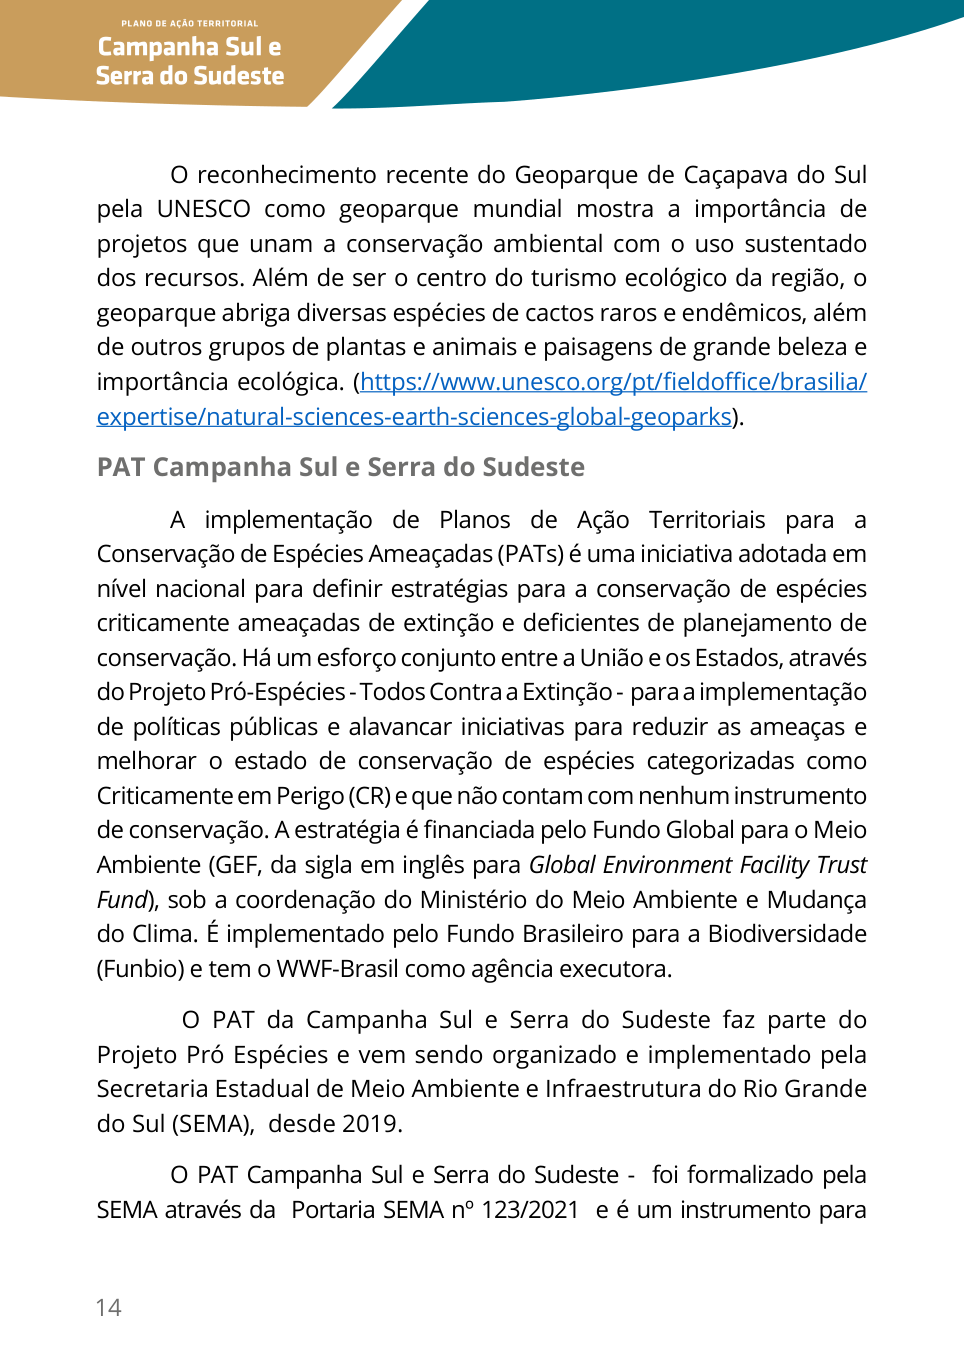 PLANO DE AÇÃO TERRITORIAL
Campanha Sul e
Serra do Sudeste
O reconhecimento recente do Geoparque de Caçapava do Sul
pela UNESCO como geoparque mundial mostra a importância de
projetos que unam a conservação ambiental com o uso sustentado
dos recursos. Além de ser o centro do turismo ecológico da região, o
geoparque abriga diversas espécies de cactos raros e endêmicos, além
de outros grupos de plantas e animais e paisagens de grande beleza e
importância ecológica. (https://www.unesco.org/pt/fieldoffice/brasilia/
expertise/natural-sciences-earth-sciences-global-geoparks).
PAT Campanha Sul e Serra do Sudeste
A implementação de Planos de Ação Territoriais para a
Conservação de Espécies Ameaçadas (PATs) é uma iniciativa adotada em
nível nacional para definir estratégias para a conservação de espécies
criticamente ameaçadas de extinção e deficientes de planejamento de
conservação. Há um esforço conjunto entre a União e os Estados, através
do Projeto Pró-Espécies - Todos Contra a Extinção - para a implementação
de políticas públicas e alavancar iniciativas para reduzir as ameaças e
melhorar o estado de conservação de espécies categorizadas como
Criticamente em Perigo (CR) e que não contam com nenhum instrumento
de conservação. A estratégia é financiada pelo Fundo Global para o Meio
Ambiente (GEF, da sigla em inglês para Global Environment Facility Trust
Fund), sob a coordenação do Ministério do Meio Ambiente e Mudança
do Clima. É implementado pelo Fundo Brasileiro para a Biodiversidade
(Funbio) e tem o WWF-Brasil como agência executora.
O PAT da Campanha Sul e Serra do Sudeste faz parte do
Projeto Pró Espécies e vem sendo organizado e implementado pela
Secretaria Estadual de Meio Ambiente e Infraestrutura do Rio Grande
do Sul (SEMA), desde 2019.
O PAT Campanha Sul e Serra do Sudeste - foi formalizado pela
SEMA através da Portaria SEMA nº 123/2021 e é um instrumento para
14